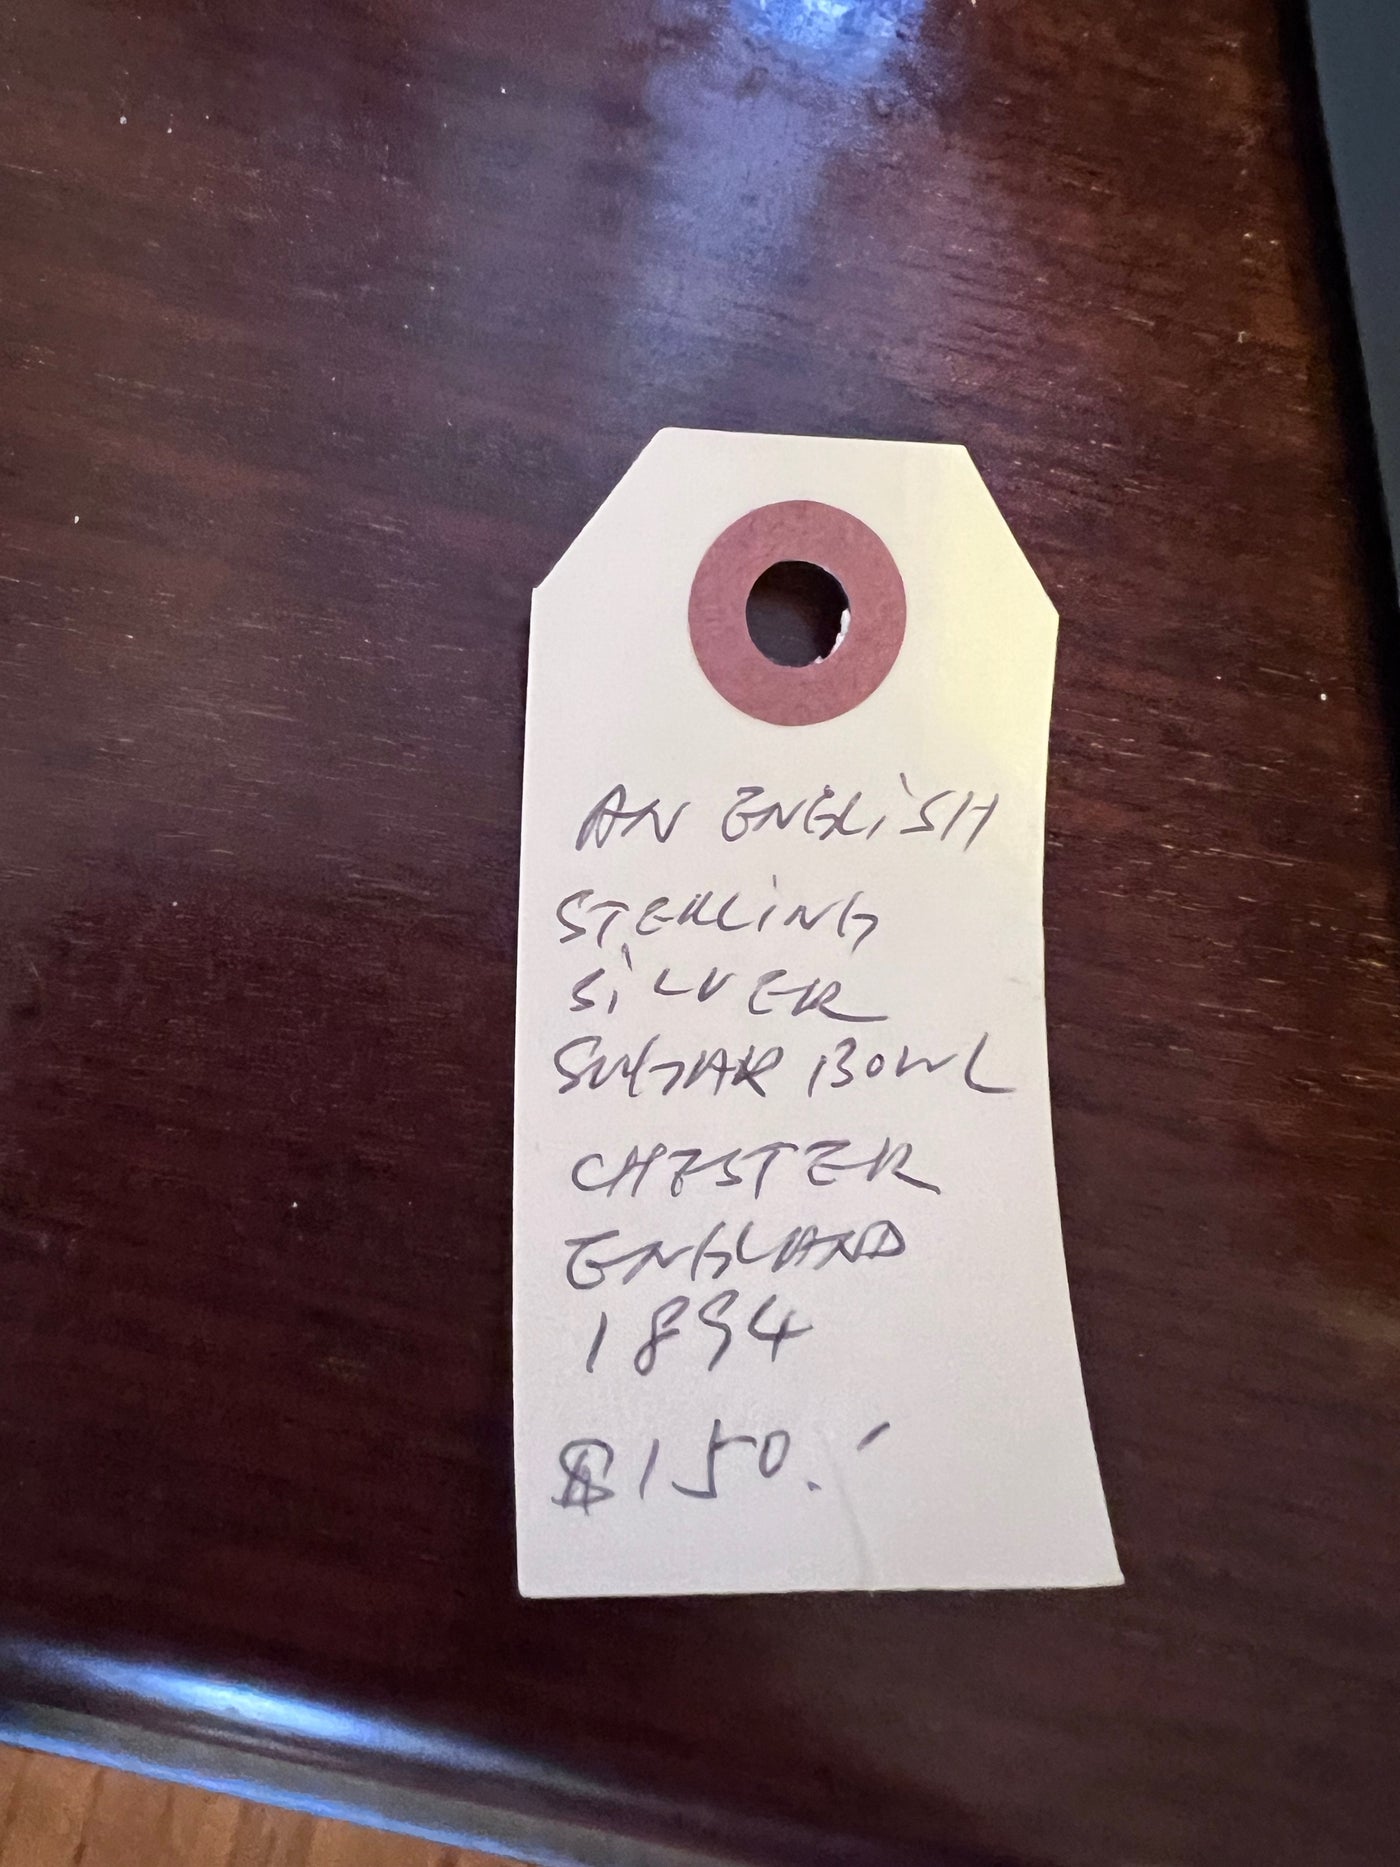 AN ENGLiSH
STERLiNG
SiLVER
SUGAR BOWL
CHESTER
ENGLAND
1894
$150.-